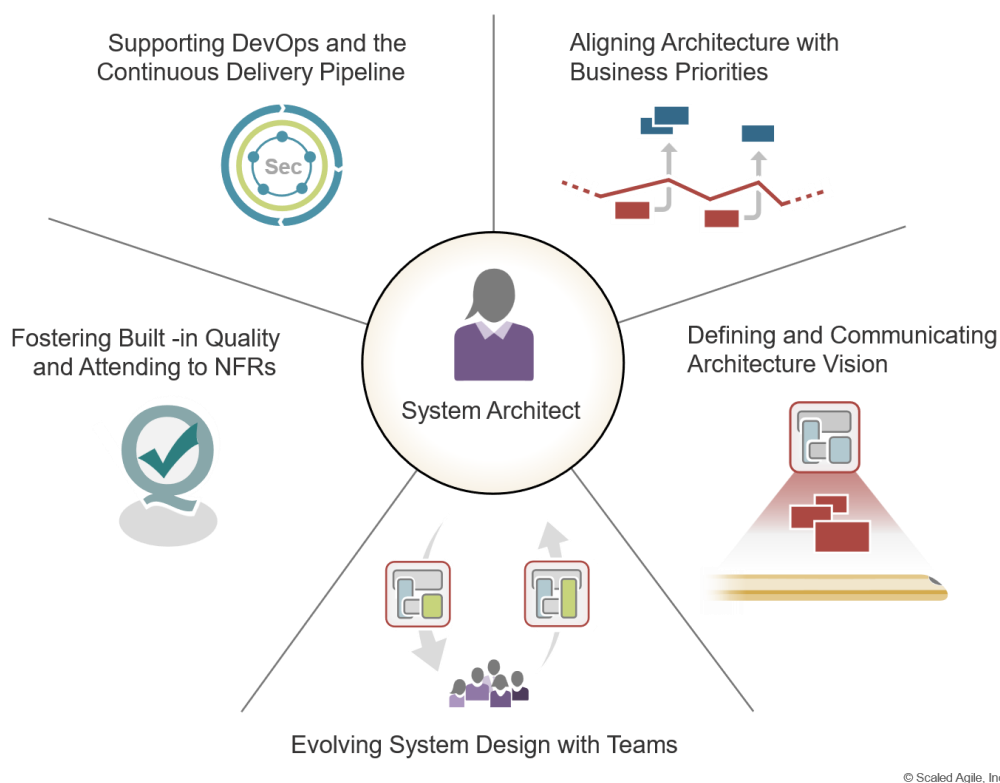 Supporting DevOps and the
Continuous Delivery Pipeline
Sec
Aligning Architecture with
Business Priorities
Fostering Built -in Quality
and Attending to NFRs
System Architect
Defining and Communicating
Architecture Vision
Evolving System Design with Teams
© Scaled Agile, Inc